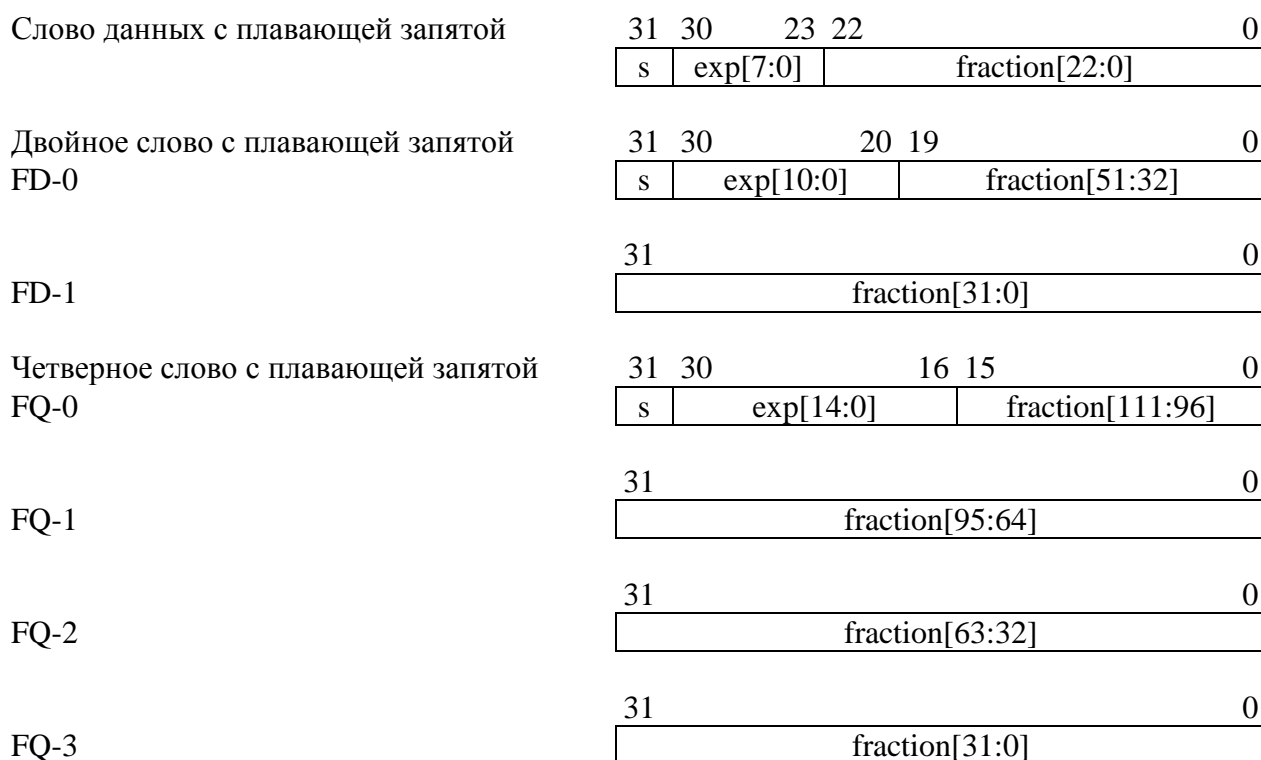 Слово данных с плавающей запятой 31 30 23 22 0
s exp[7:0] fraction[22:0]
Двойное слово с плавающей запятой 31 30 20 19 0
FD-0 s exp[10:0] fraction[51:32]
31 0
FD-1 fraction[31:0]
Четверное слово с плавающей запятой 31 30 16 15 0
FQ-0 s exp[14:0] fraction[111:96]
31 0
FQ-1 fraction[95:64]
31 0
FQ-2 fraction[63:32]
31 0
FQ-3 fraction[31:0]